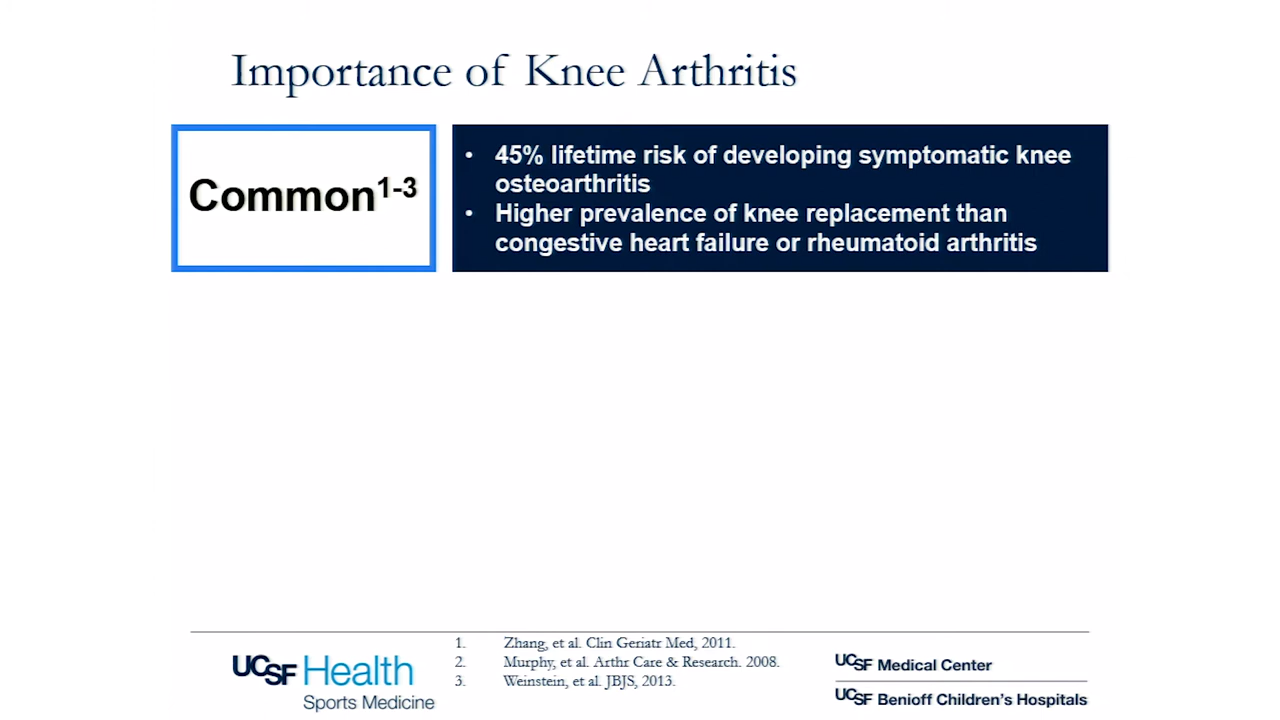 Importance of Knee Arthritis
Common1-3
• 45% lifetime risk of developing symptomatic knee
osteoarthritis
• Higher prevalence of knee replacement than
congestive heart failure or rheumatoid arthritis
1. Zhang, et al. Clin Geriatr Med, 2011.
2. Murphy, et al. Arthr Care & Research. 2008.
3. Weinstein, et al. JBJS, 2013.
UCSF Health
Sports Medicine
UCSF Medical Center
UCSF Benioff Children's Hospitals